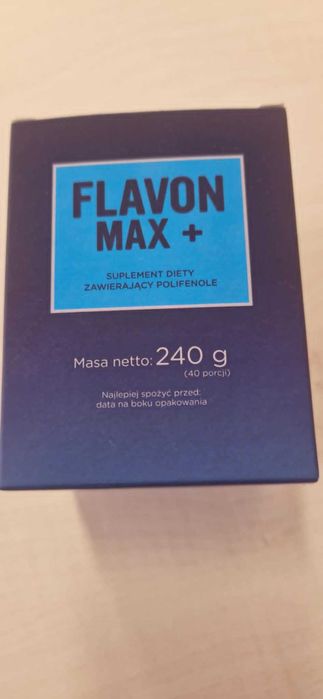 FLAVON
MAX +
SUPLEMENT DIETY
ZAWIERAJĄCY POLIFENOLE
Masa netto: 240 g
(40 porcji)
Najlepiej spożyć przed:
data na boku opakowania